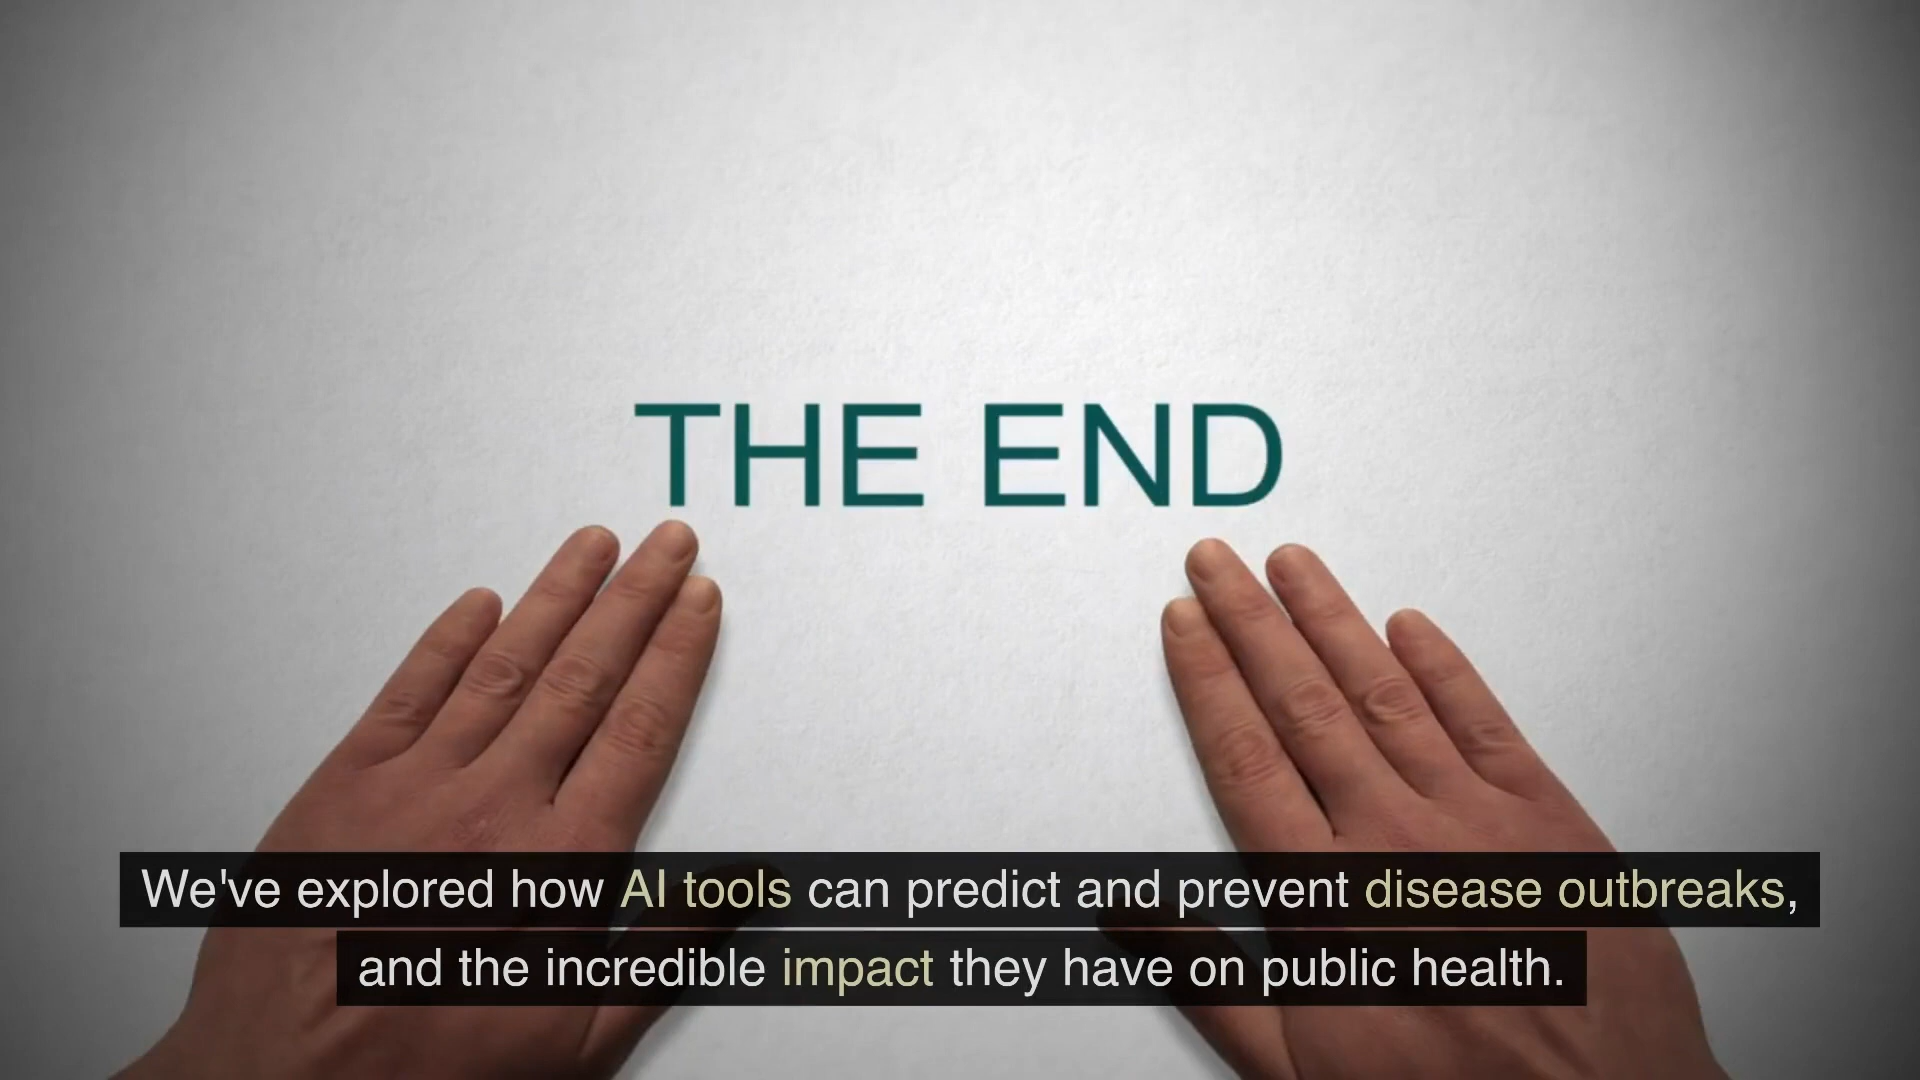 THE END
We've explored how AI tools can predict and prevent disease outbreaks,
and the incredible impact they have on public health.